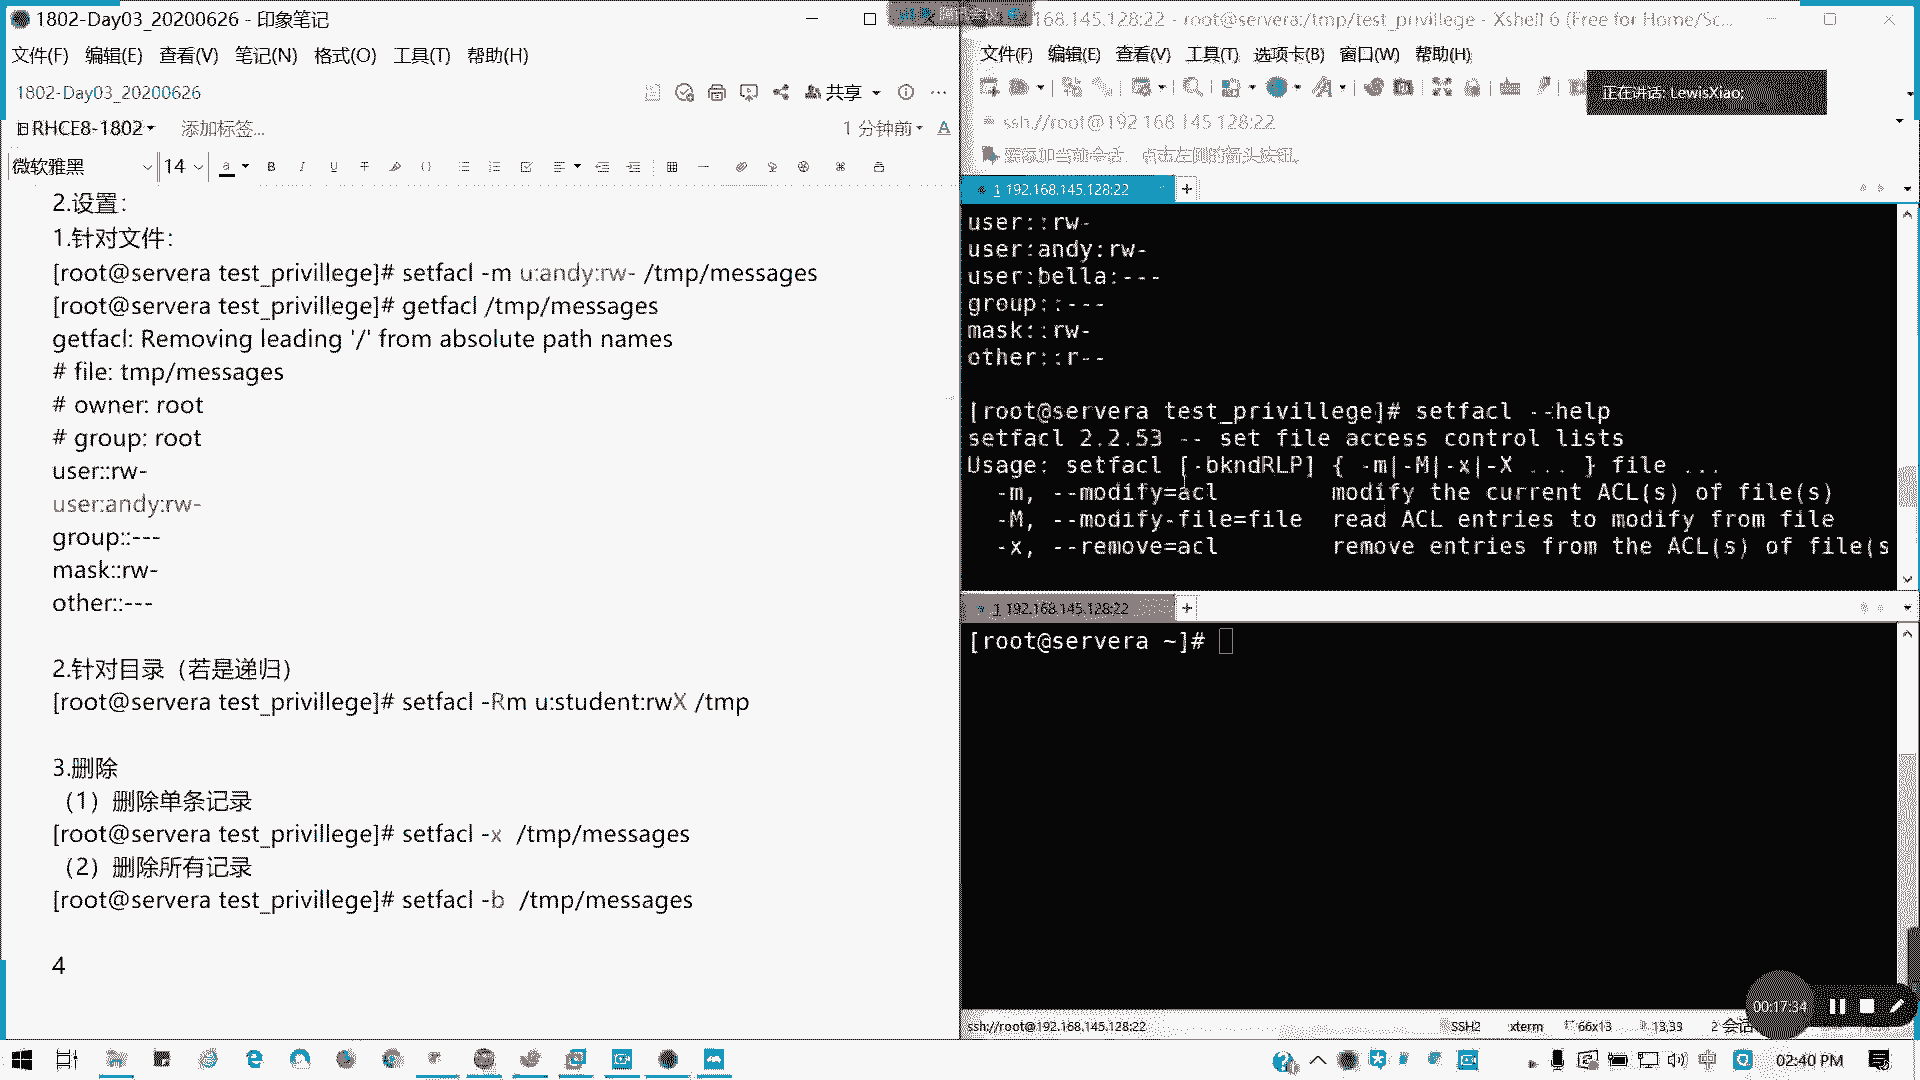 1802-Day03_20200626 - 印象笔记
文件(F) 编辑(E) 查看(V) 笔记(N) 格式(O) 工具(T) 帮助(H)
1802-Day03_20200626
共享
RHCE8-1802
添加标签...
1 分钟前
微软雅黑 14
2.设置：
1.针对文件：
[root@servera test_privillege]# setfacl -m u:andy:rw- /tmp/messages
[root@servera test_privillege]# getfacl /tmp/messages
getfacl: Removing leading '/' from absolute path names
# file: tmp/messages
# owner: root
# group: root
user::rw-
user:andy:rw-
group::---
mask::rw-
other::---
2.针对目录（若是递归）
[root@servera test_privillege]# setfacl -Rm u:student:rwX /tmp
3.删除
（1）删除单条记录
[root@servera test_privillege]# setfacl -x  /tmp/messages
（2）删除所有记录
[root@servera test_privillege]# setfacl -b  /tmp/messages
4
168.145.128:22 - root@servera:/tmp/test_privillege - Xshell 6 (Free for Home/Sc...
文件(F) 编辑(E) 查看(V) 工具(T) 选项卡(B) 窗口(W) 帮助(H)
正在讲话: LewisXiao;
ssh://root@192.168.145.128:22
要添加当前会话，点击左侧的箭头按钮。
1 192.168.145.128:22
user::rw-
user:andy:rw-
user:bella:---
group::---
mask::rw-
other::r--
[root@servera test_privillege]# setfacl --help
setfacl 2.2.53 -- set file access control lists
Usage: setfacl [-bkndRLP] { -m|-M|-x|-X ... } file ...
-m, --modify=acl modify the current ACL(s) of file(s)
-M, --modify-file=file read ACL entries to modify from file
-x, --remove=acl remove entries from the ACL(s) of file(s
1 192.168.145.128:22
[root@servera ~]#
00:17:34
ssh://root@192.168.145.128:22 SSH2 xterm 66x13 13,33 2 会话
02:40 PM